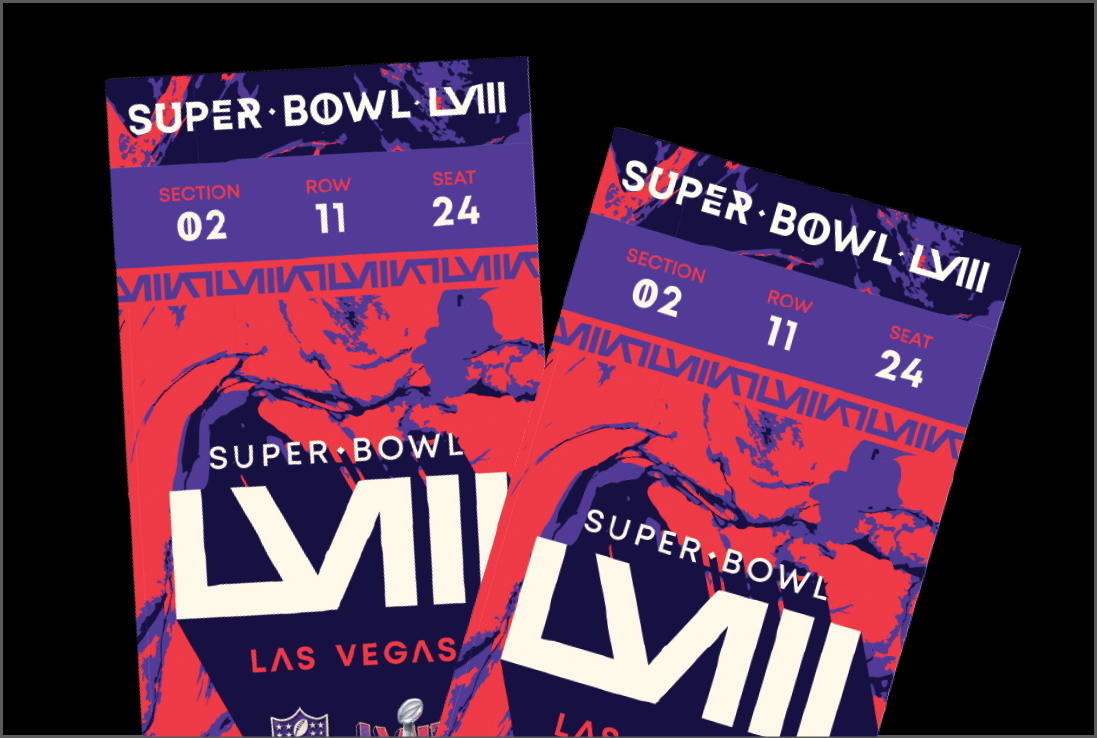 SUPER·BOWL·LVIII
SECTION ROW SEAT
02 11 24
SUPER·BOWL
LVIII
LAS VEGAS
SUPER·BOWL·LVIII
SECTION ROW SEAT
02 11 24
SUPER·BOWL
LVIII
LAS